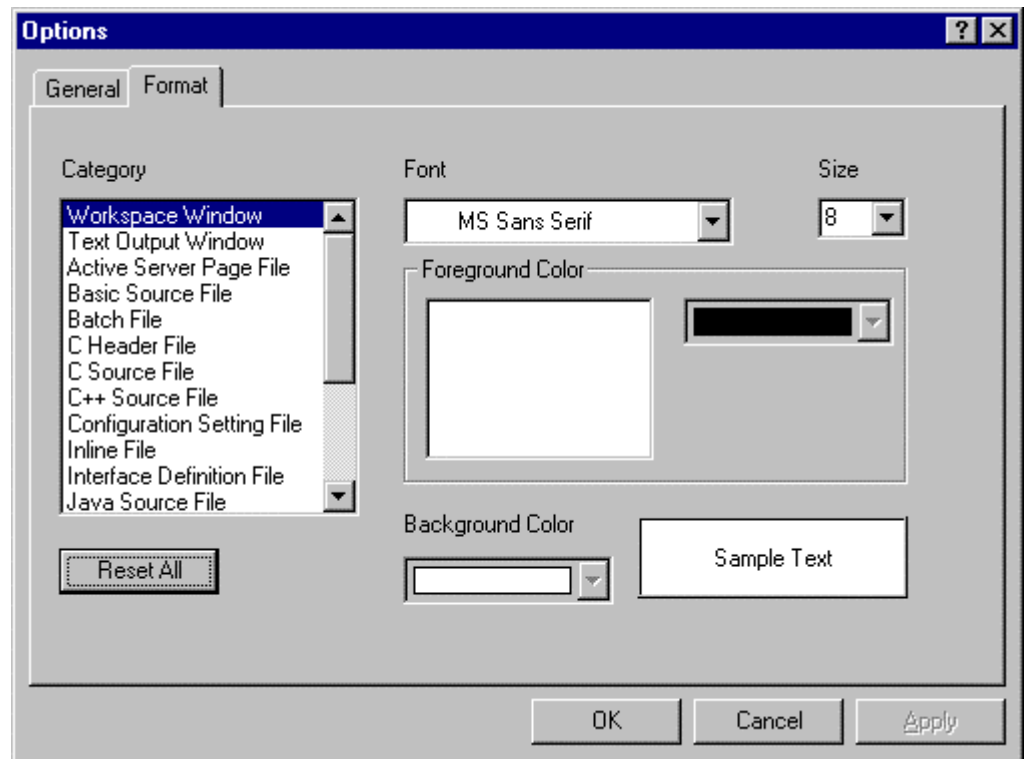 Options
General
Format
Category
Font
Size
Workspace Window
Text Output Window
Active Server Page File
Basic Source File
Batch File
C Header File
C Source File
C++ Source File
Configuration Setting File
Inline File
Interface Definition File
Java Source File
MS Sans Serif
8
Foreground Color
Background Color
Sample Text
Reset All
OK
Cancel
Apply